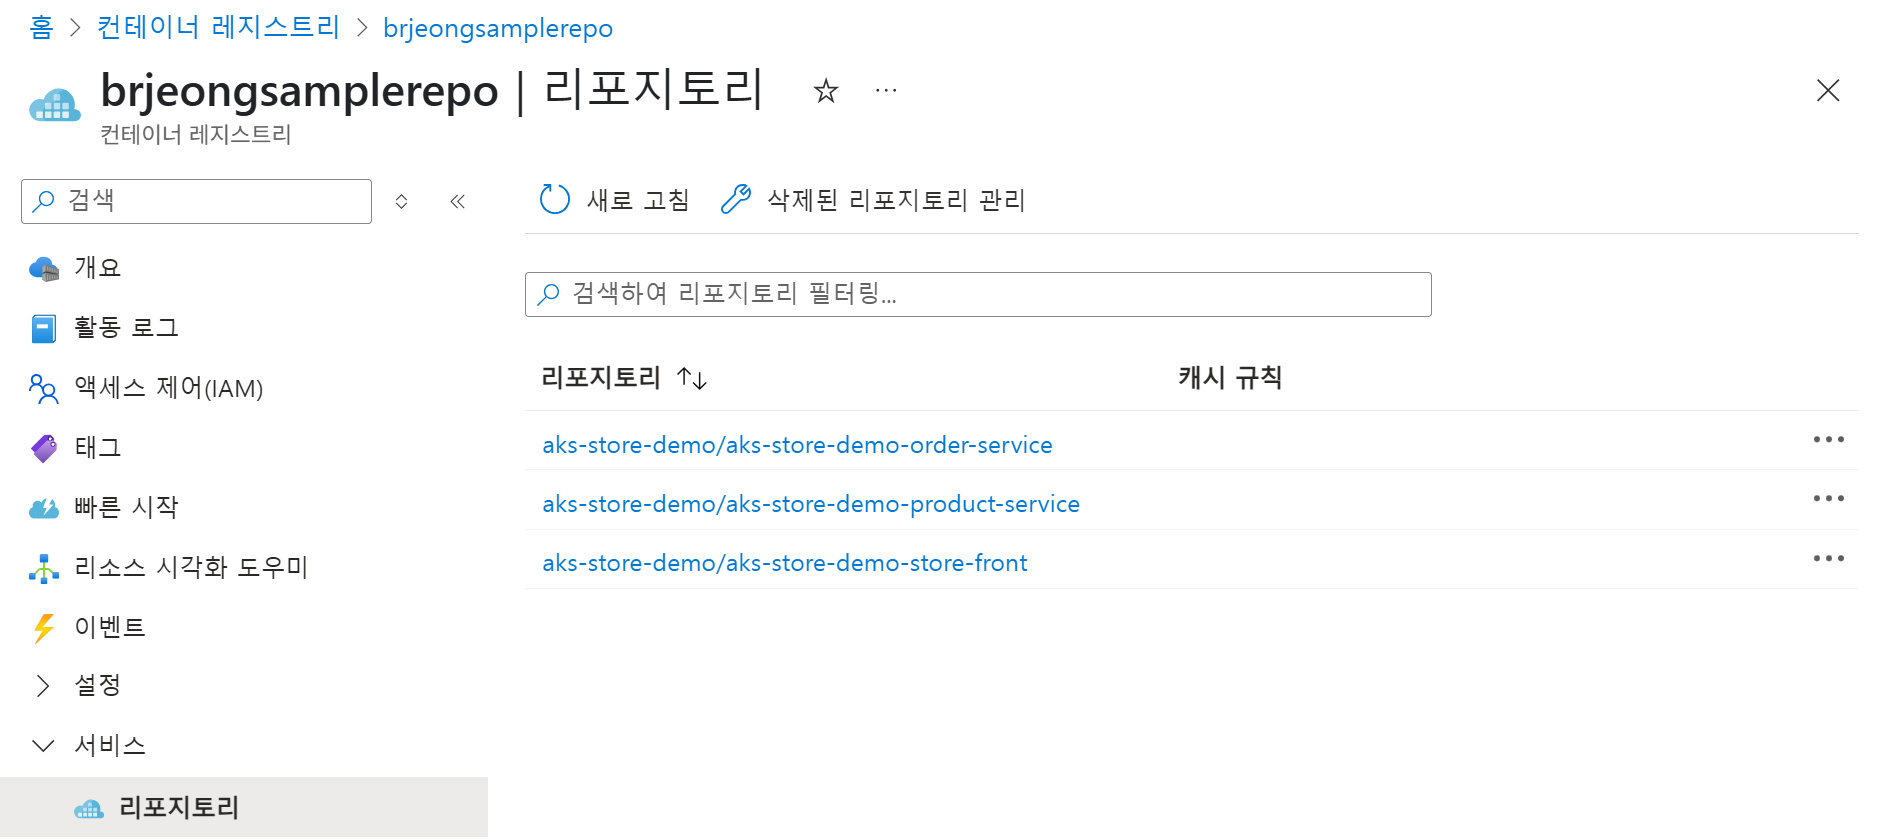 홈 > 컨테이너 레지스트리 > brjeongsamplerepo
brjeongsamplerepo | 리포지토리
컨테이너 레지스트리
검색
새로 고침 삭제된 리포지토리 관리
검색하여 리포지토리 필터링...
개요
활동 로그
액세스 제어(IAM)
태그
빠른 시작
리소스 시각화 도우미
이벤트
설정
서비스
리포지토리
리포지토리 캐시 규칙
aks-store-demo/aks-store-demo-order-service
aks-store-demo/aks-store-demo-product-service
aks-store-demo/aks-store-demo-store-front